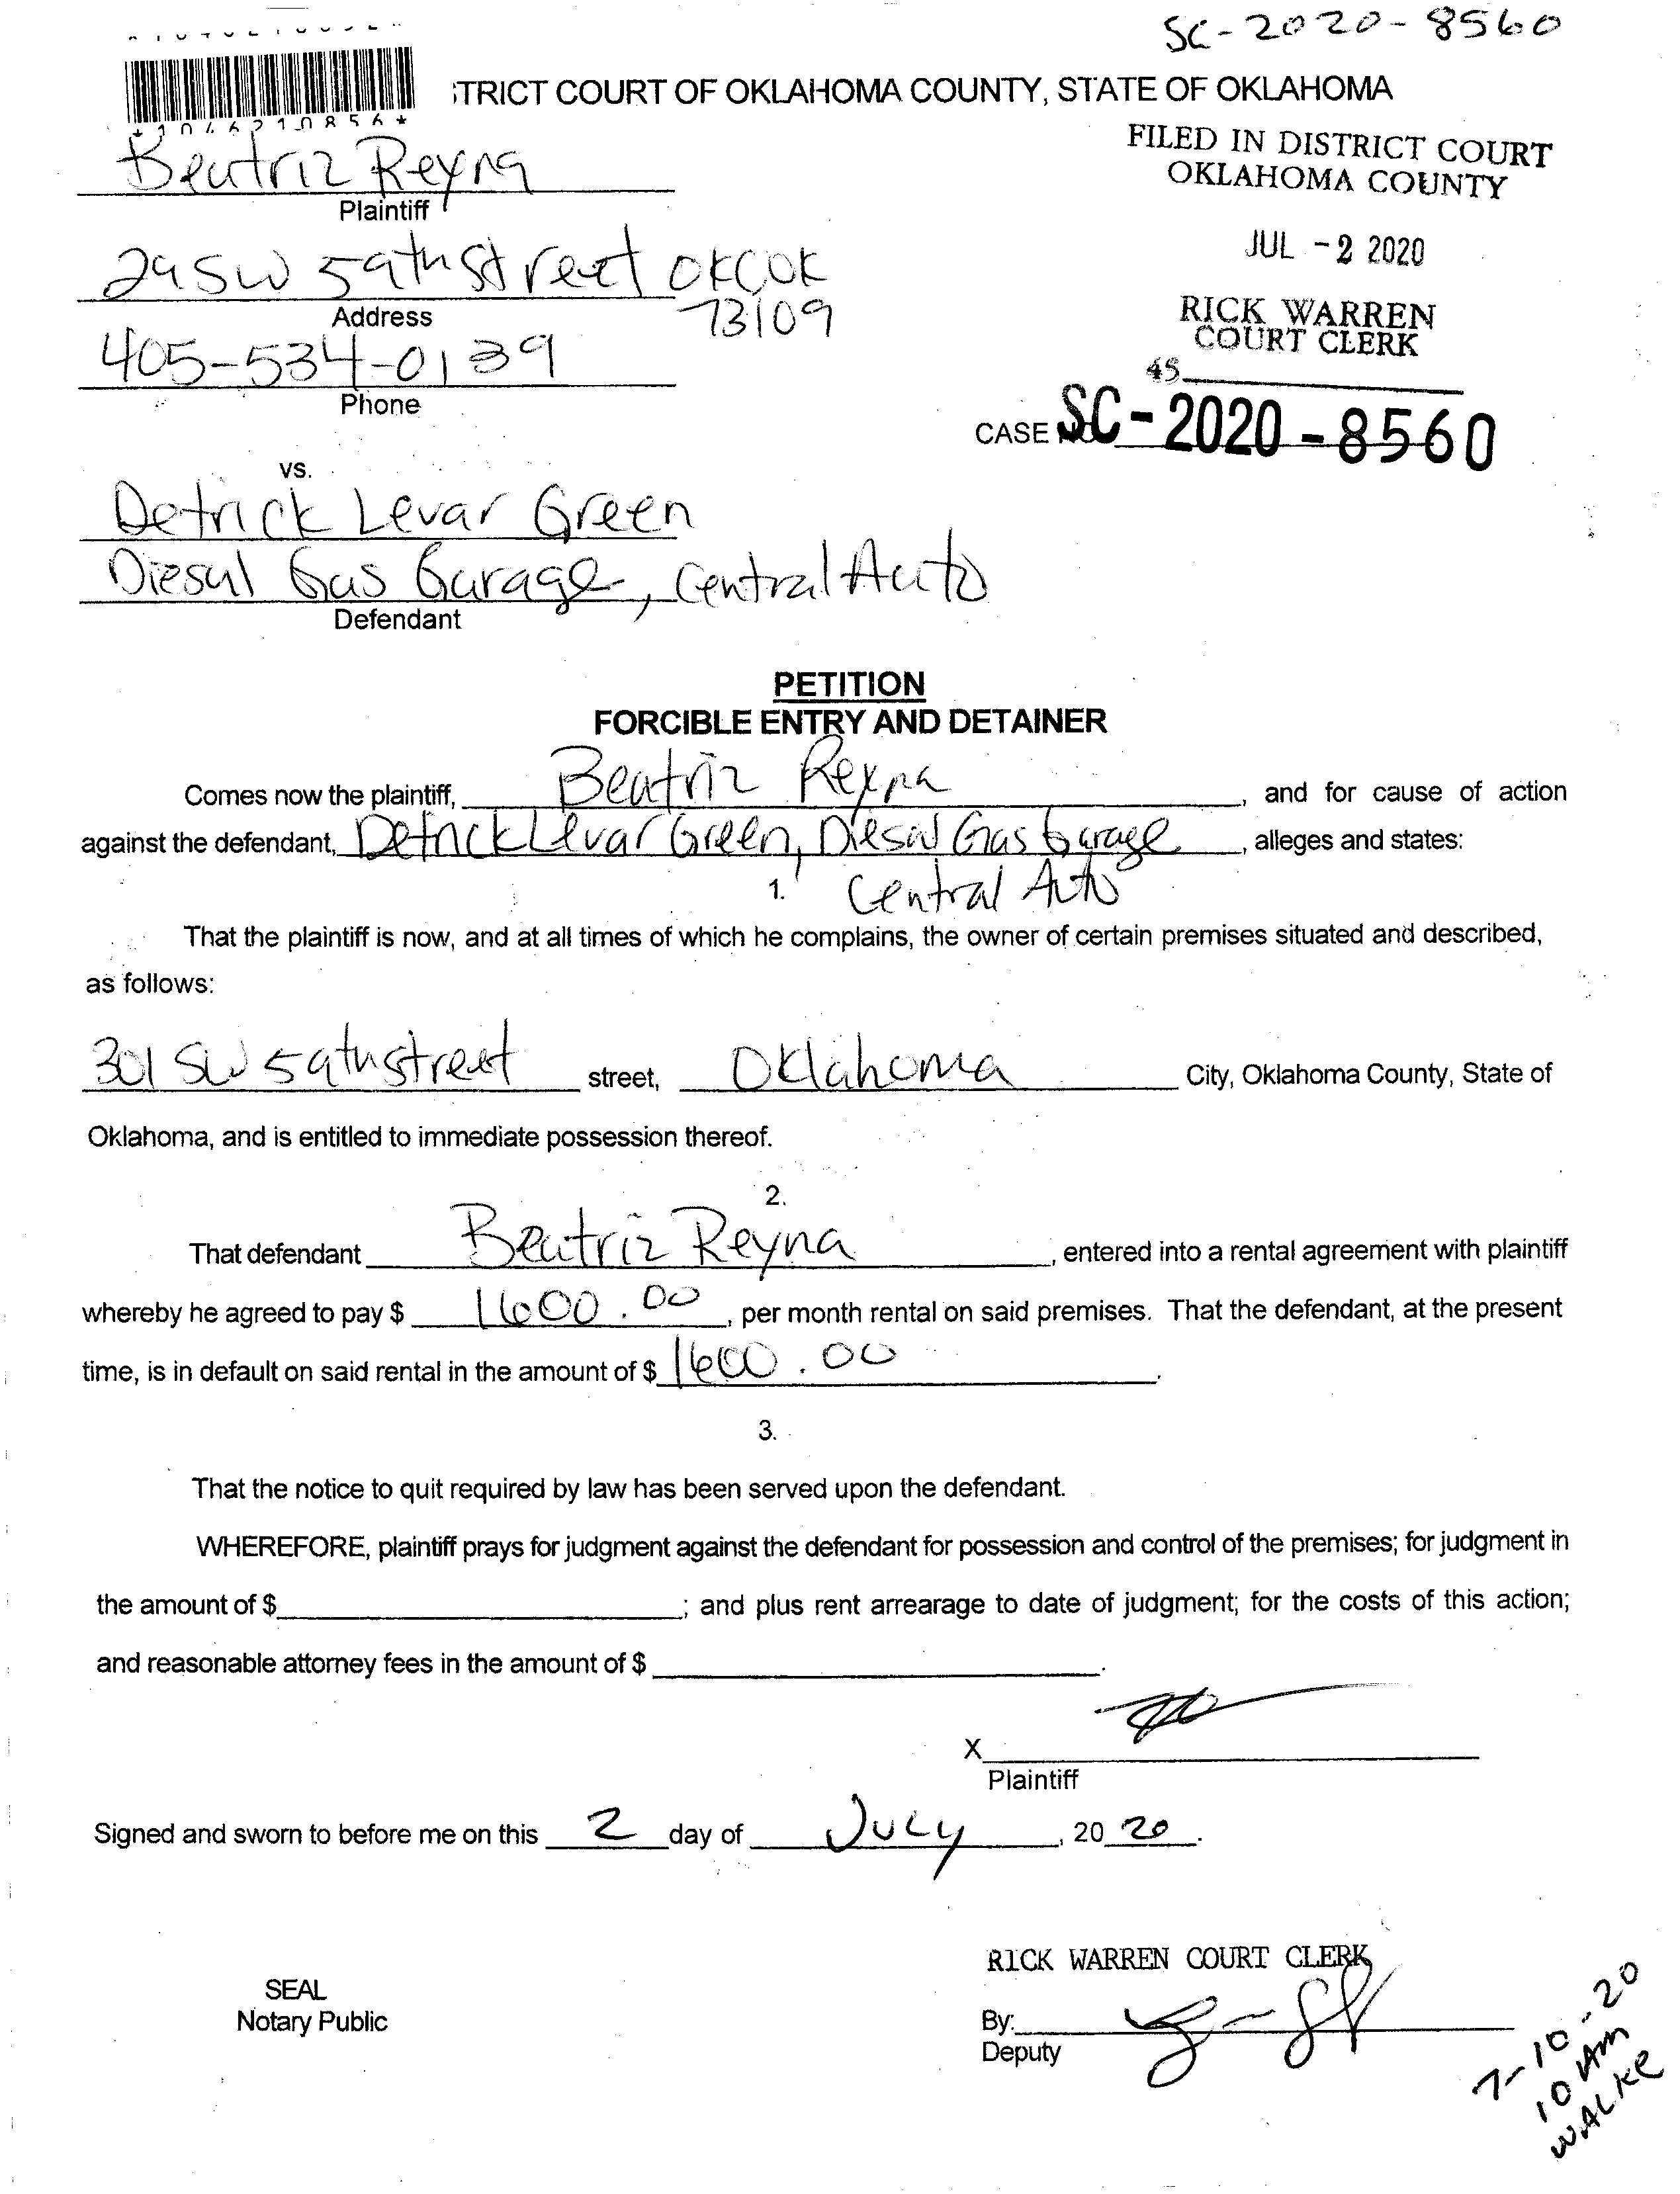 SC-2020-8560
TRICT COURT OF OKLAHOMA COUNTY, STATE OF OKLAHOMA
*1046210856*
FILED IN DISTRICT COURT
OKLAHOMA COUNTY
Beatriz Reyna
Plaintiff
JUL -2 2020
29 SW 59th street OKC OK
73109
Address
RICK WARREN
COURT CLERK
405-534-0139
Phone
45
CASE SC-2020-8560
vs.
Detrick Levar Green
Diesul Gas Garage, Central Auto
Defendant
PETITION
FORCIBLE ENTRY AND DETAINER
Comes now the plaintiff, Beatriz Reyna, and for cause of action
against the defendant, Detrick Levar Green, Diesul Gas Garage, alleges and states:
1. Central Auto
That the plaintiff is now, and at all times of which he complains, the owner of certain premises situated and described,
as follows:
301 SW 59th street street, Oklahoma City, Oklahoma County, State of
Oklahoma, and is entitled to immediate possession thereof.
2.
That defendant Beatriz Reyna, entered into a rental agreement with plaintiff
whereby he agreed to pay $ 1600.00, per month rental on said premises. That the defendant, at the present
time, is in default on said rental in the amount of $ 1600.00.
3.
That the notice to quit required by law has been served upon the defendant.
WHEREFORE, plaintiff prays for judgment against the defendant for possession and control of the premises; for judgment in
the amount of $ ; and plus rent arrearage to date of judgment; for the costs of this action;
and reasonable attorney fees in the amount of $ .
X
Plaintiff
Signed and sworn to before me on this 2 day of July, 20 20.
RICK WARREN COURT CLERK
SEAL
Notary Public
By:
Deputy
7-10-20
10 AM
WALKE